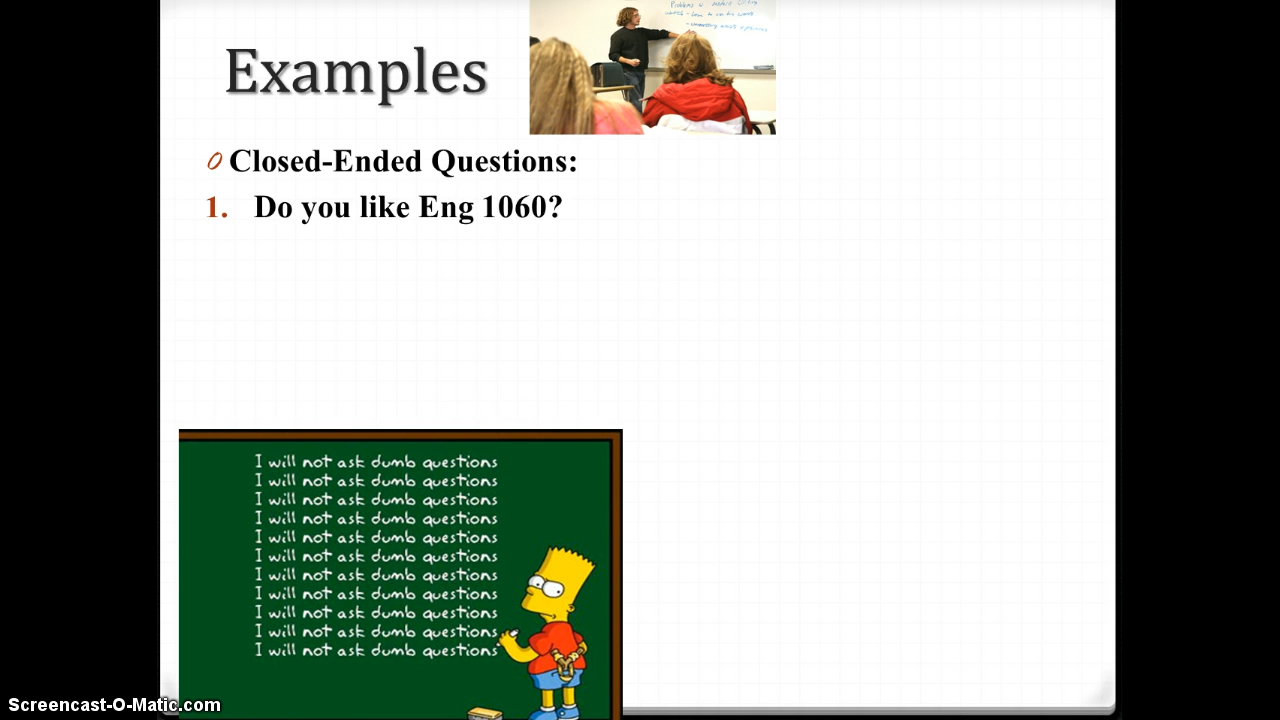 Examples
Closed-Ended Questions:
1. Do you like Eng 1060?
I will not ask dumb questions
I will not ask dumb questions
I will not ask dumb questions
I will not ask dumb questions
I will not ask dumb questions
I will not ask dumb questions
I will not ask dumb questions
I will not ask dumb questions
I will not ask dumb questions
I will not ask dumb questions
I will not ask dumb questions
Screencast-O-Matic.com